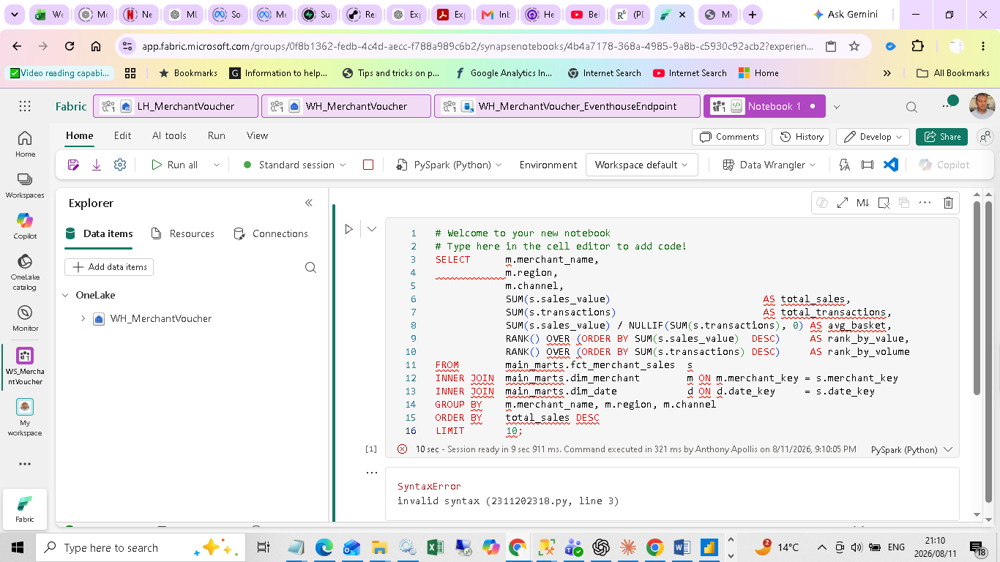 We
Mc
Ne
ML
So
Me
Su
Re
Exp
Exp
Inb
He
Be
(Pl
Mc
Ask Gemini
app.fabric.microsoft.com/groups/0f8b1362-fedb-4c4d-aecc-f788a989c6b2/synapsenotebooks/4b4a7178-368a-4985-9a8b-c5930c92acb2?experien...
Video reading capabi...
Bookmarks
Information to help...
Tips and tricks on p...
Google Analytics In...
Internet Search
Internet Search
Home
All Bookmarks
Fabric
LH_MerchantVoucher
WH_MerchantVoucher
WH_MerchantVoucher_EventhouseEndpoint
Notebook 1
Home Edit AI tools Run View
Comments
History
Develop
Share
Run all
Standard session
PySpark (Python)
Environment
Workspace default
Data Wrangler
Copilot
Home
Workspaces
Copilot
OneLake
catalog
Monitor
WS_Mercha
ntVoucher
My
workspace
Fabric
Explorer
Data items
Resources
Connections
Add data items
OneLake
WH_MerchantVoucher
1 # Welcome to your new notebook
2 # Type here in the cell editor to add code!
3 SELECT m.merchant_name,
4 m.region,
5 m.channel,
6 SUM(s.sales_value) AS total_sales,
7 SUM(s.transactions) AS total_transactions,
8 SUM(s.sales_value) / NULLIF(SUM(s.transactions), 0) AS avg_basket,
9 RANK() OVER (ORDER BY SUM(s.sales_value) DESC) AS rank_by_value,
10 RANK() OVER (ORDER BY SUM(s.transactions) DESC) AS rank_by_volume
11 FROM main_marts.fct_merchant_sales s
12 INNER JOIN main_marts.dim_merchant m ON m.merchant_key = s.merchant_key
13 INNER JOIN main_marts.dim_date d ON d.date_key = s.date_key
14 GROUP BY m.merchant_name, m.region, m.channel
15 ORDER BY total_sales DESC
16 LIMIT 10;
[1]
10 sec - Session ready in 9 sec 911 ms. Command executed in 321 ms by Anthony Apollis on 8/11/2026, 9:10:05 PM
PySpark (Python)
SyntaxError
invalid syntax (2311202318.py, line 3)
Type here to search
2
14°C
ENG
21:10
2026/08/11
18